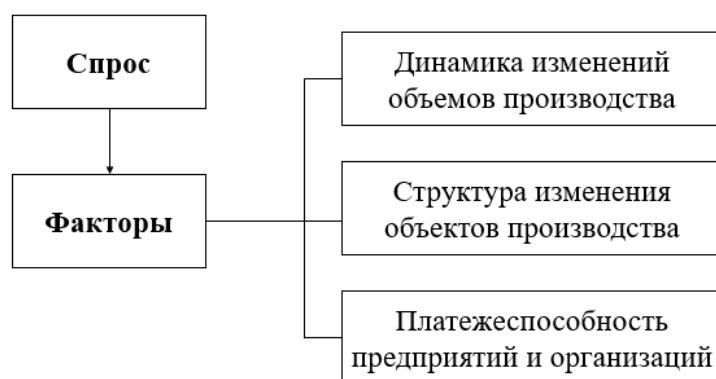 Спрос
Факторы
Динамика изменений
объемов производства
Структура изменения
объектов производства
Платежеспособность
предприятий и организаций